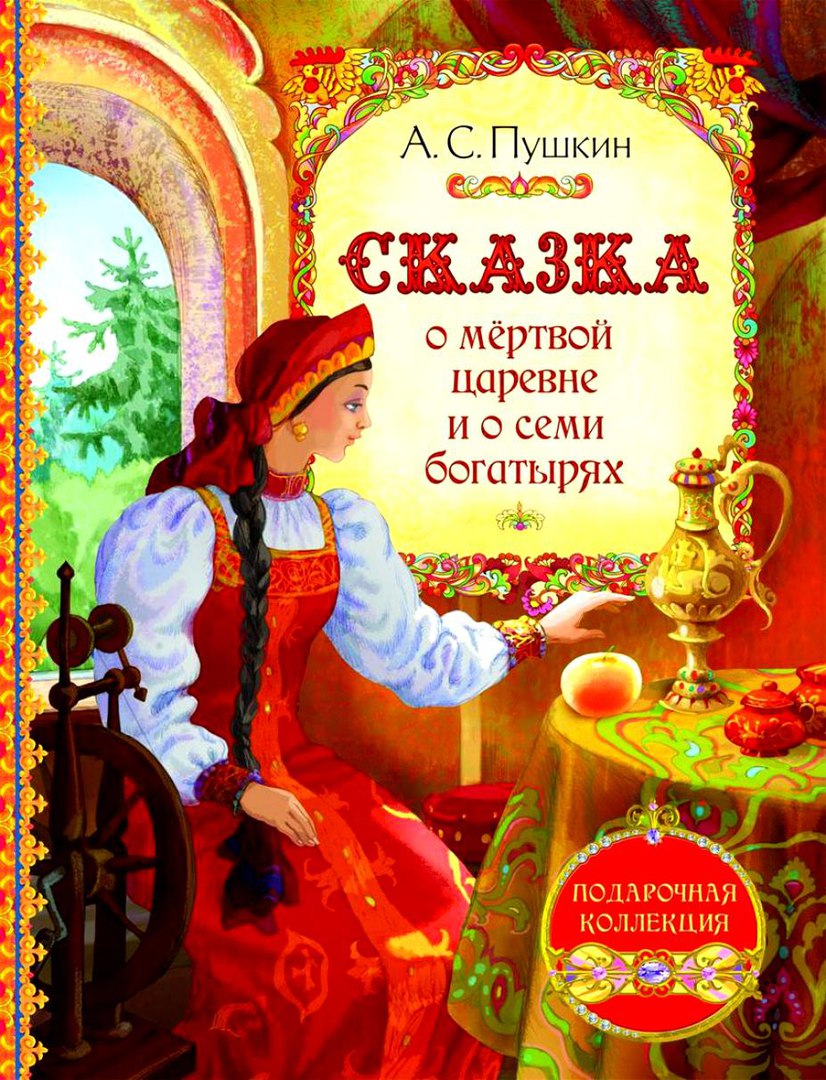 А. С. Пушкин
СКАЗКА
о мёртвой
царевне
и о семи
богатырях
ПОДАРОЧНАЯ
КОЛЛЕКЦИЯ